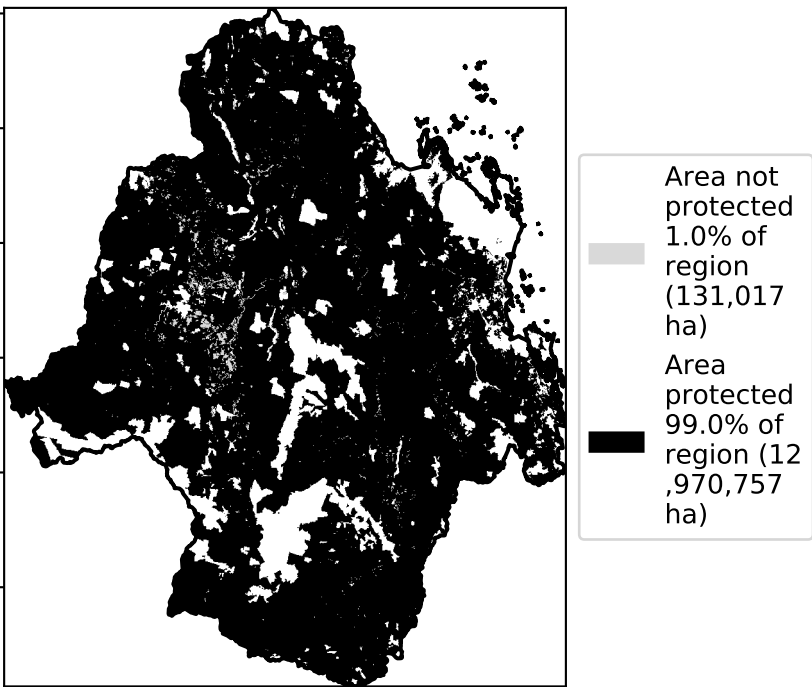 Area not
protected
1.0% of
region
(131,017
ha)
Area
protected
99.0% of
region (12
,970,757
ha)